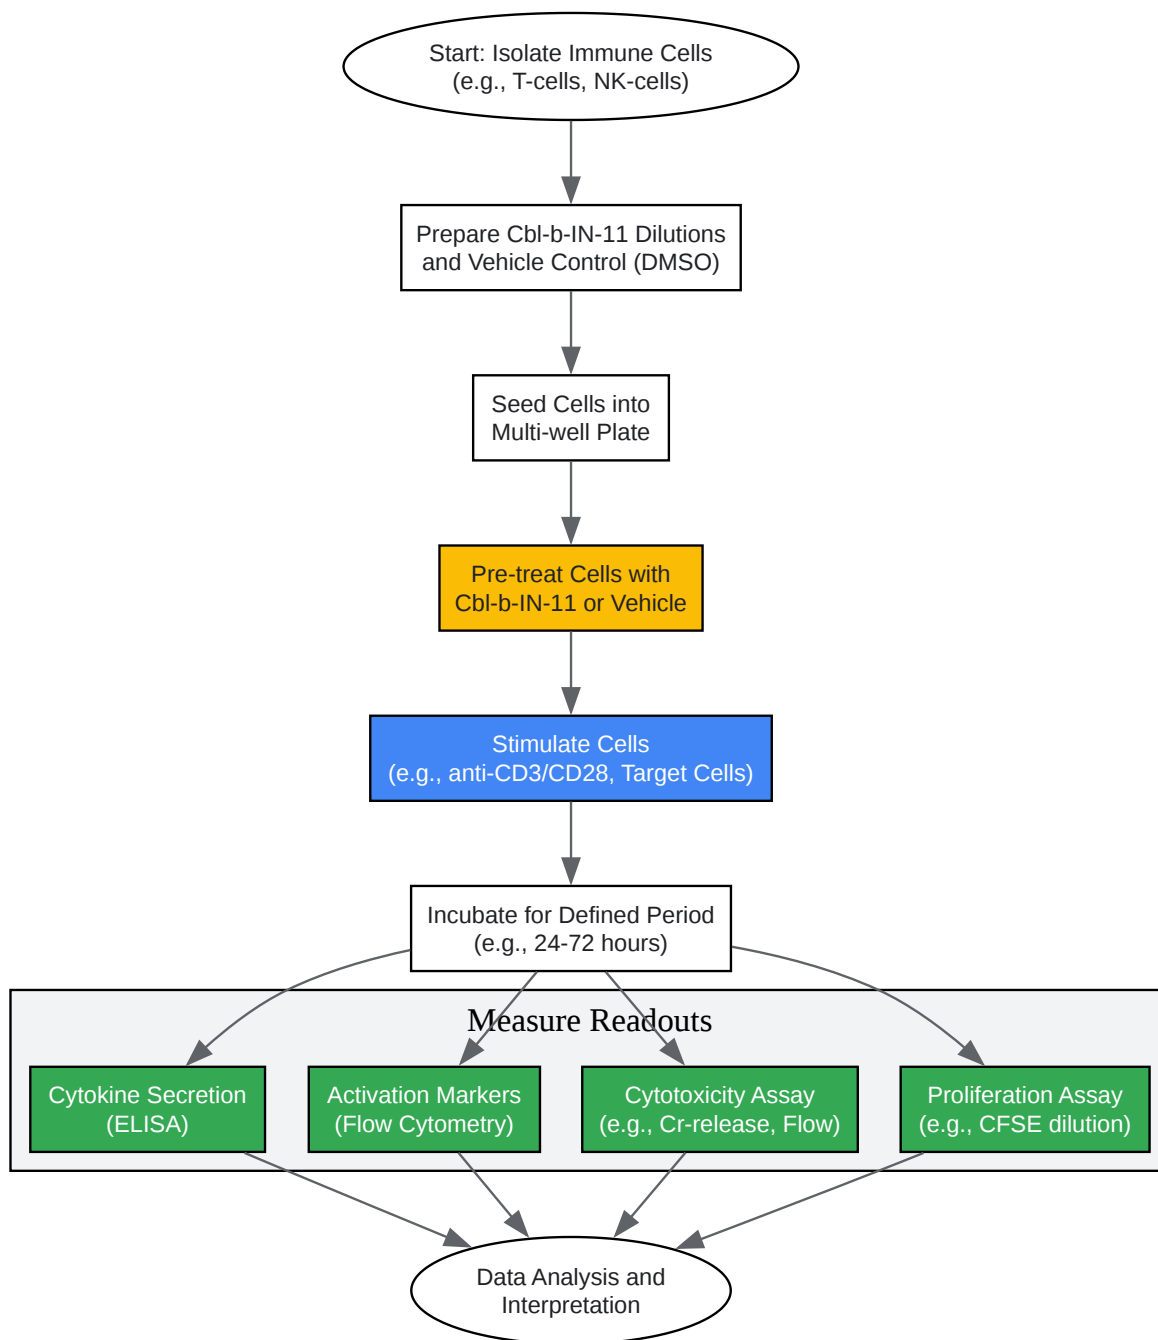 Start: Isolate Immune Cells
(e.g., T-cells, NK-cells)
Prepare Cbl-b-IN-11 Dilutions
and Vehicle Control (DMSO)
Seed Cells into
Multi-well Plate
Pre-treat Cells with
Cbl-b-IN-11 or Vehicle
Stimulate Cells
(e.g., anti-CD3/CD28, Target Cells)
Incubate for Defined Period
(e.g., 24-72 hours)
Measure Readouts
Cytokine Secretion
(ELISA)
Activation Markers
(Flow Cytometry)
Cytotoxicity Assay
(e.g., Cr-release, Flow)
Proliferation Assay
(e.g., CFSE dilution)
Data Analysis and
Interpretation